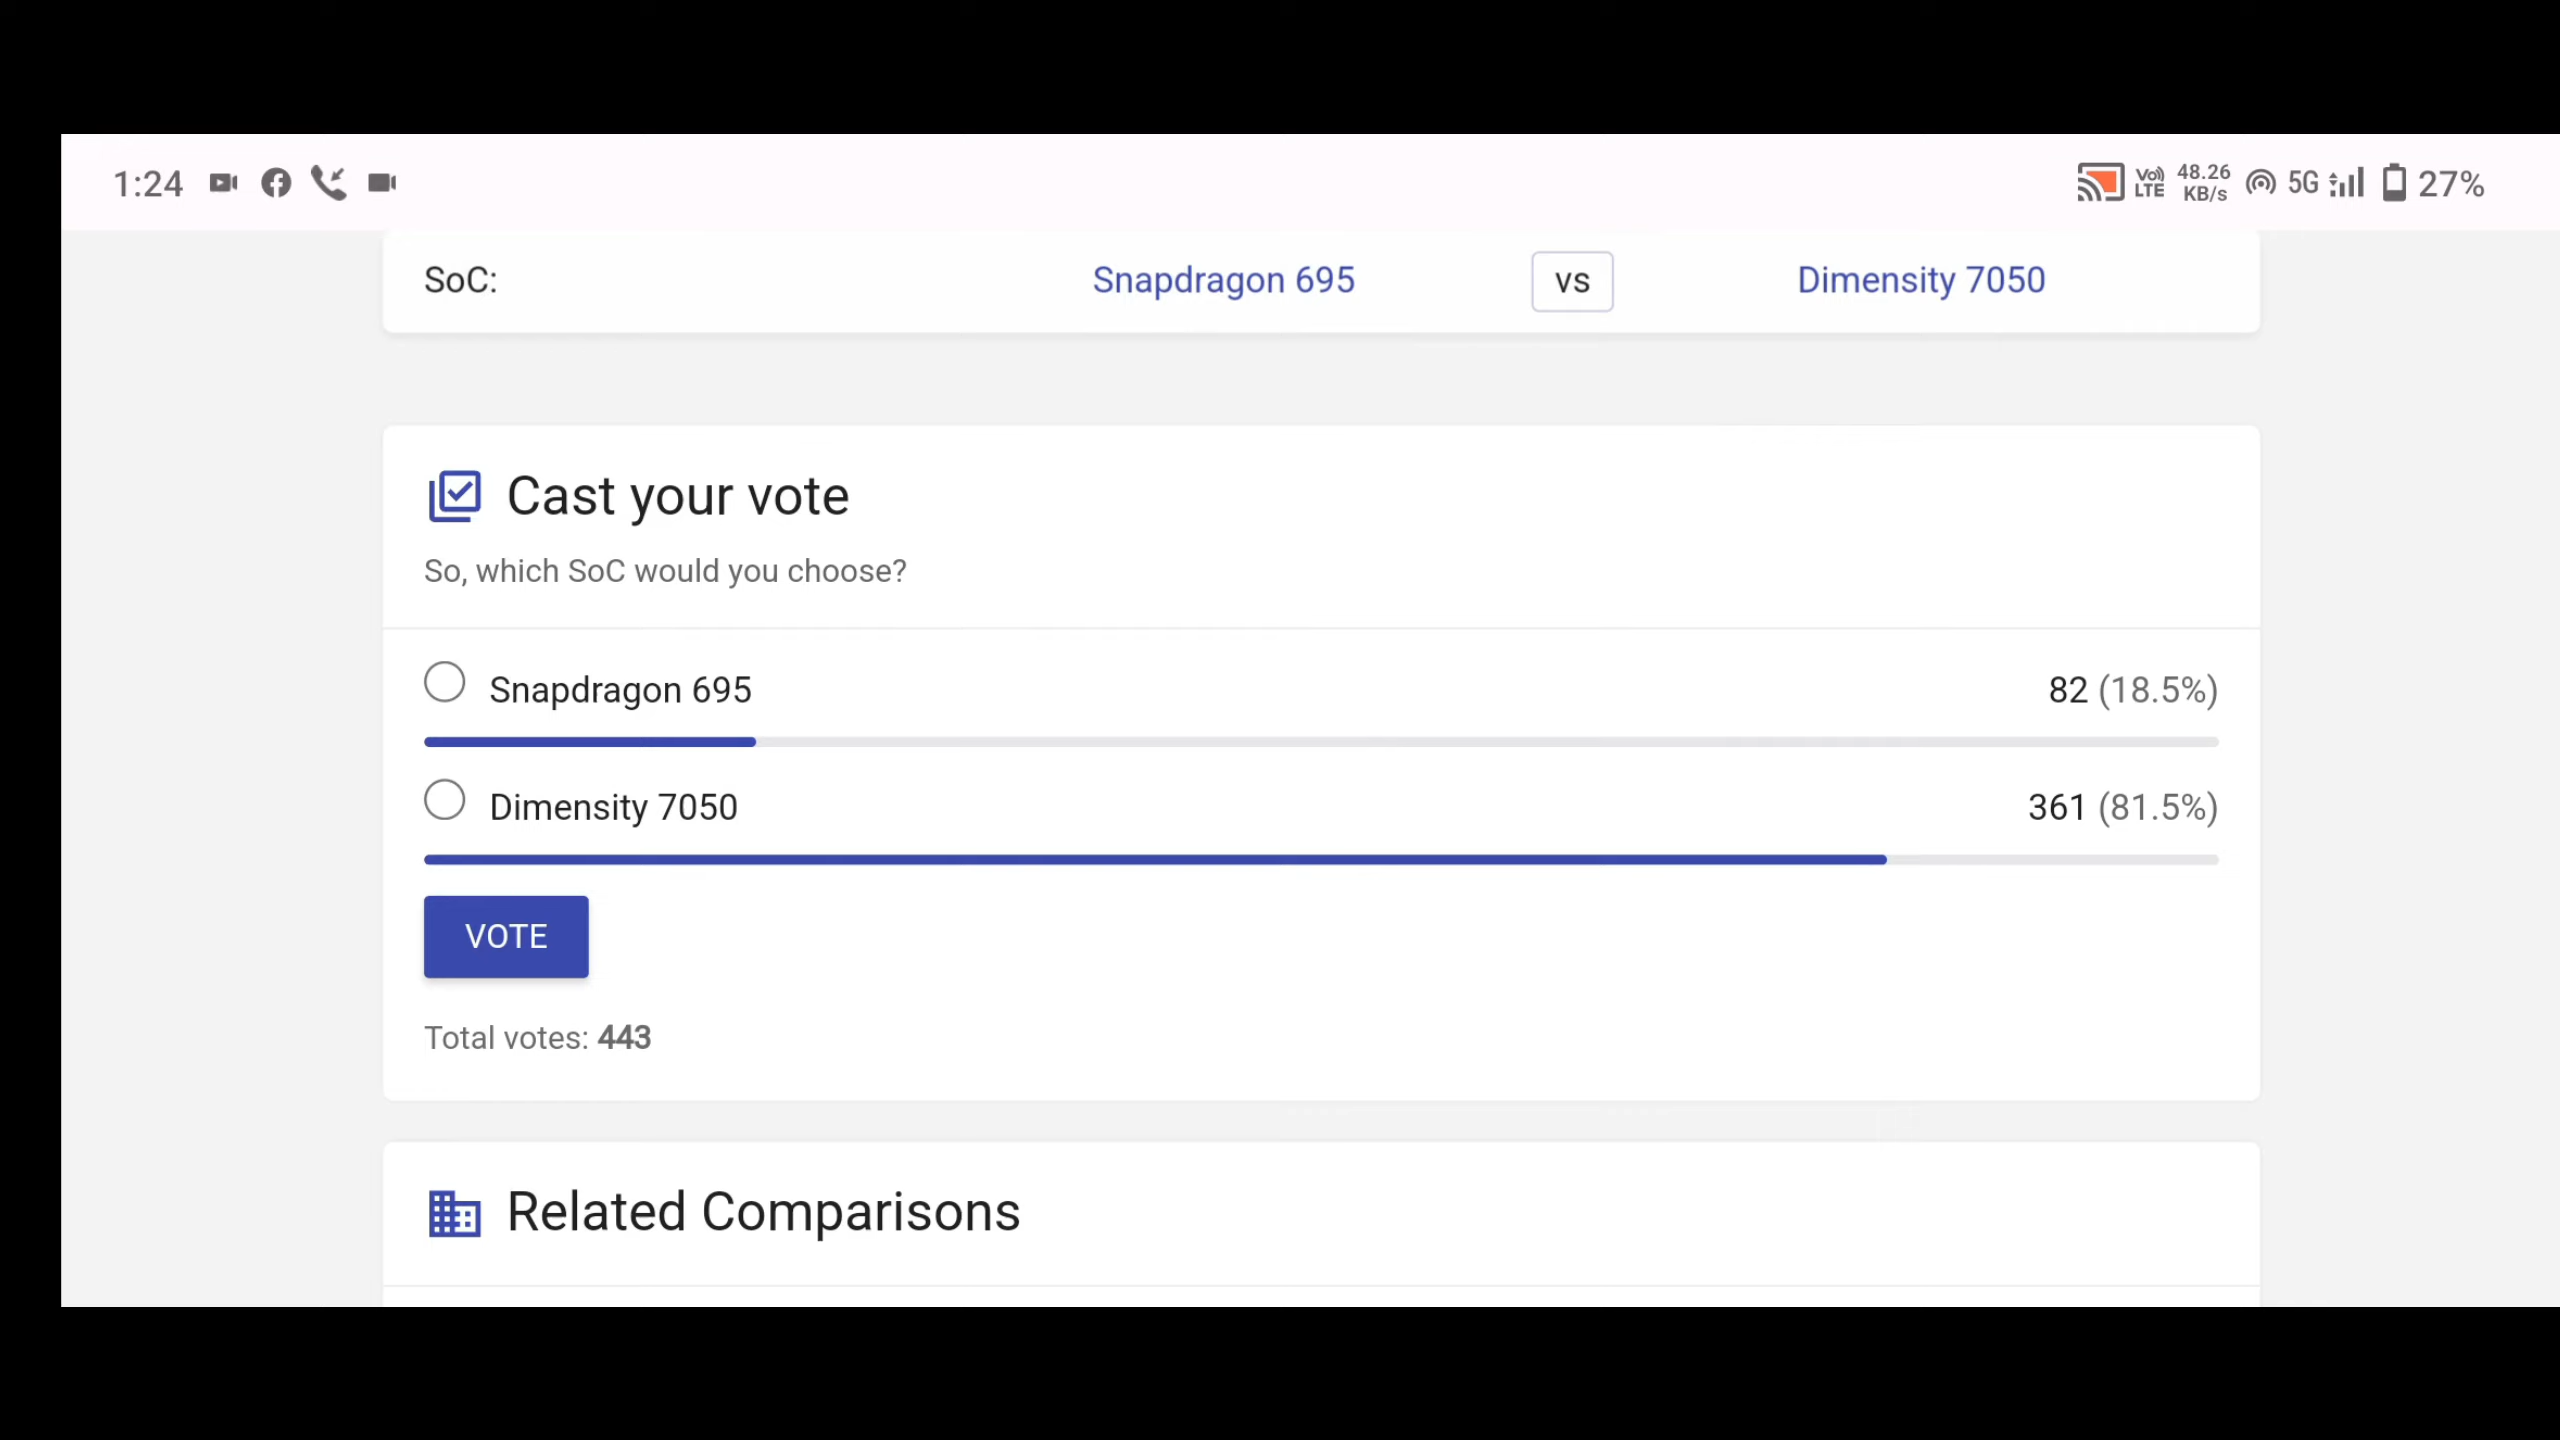 1:24 Vo) LTE 48.26 KB/s 5G 27%
SoC: Snapdragon 695 vs Dimensity 7050
Cast your vote
So, which SoC would you choose?
Snapdragon 695 82 (18.5%)
Dimensity 7050 361 (81.5%)
VOTE
Total votes: 443
Related Comparisons